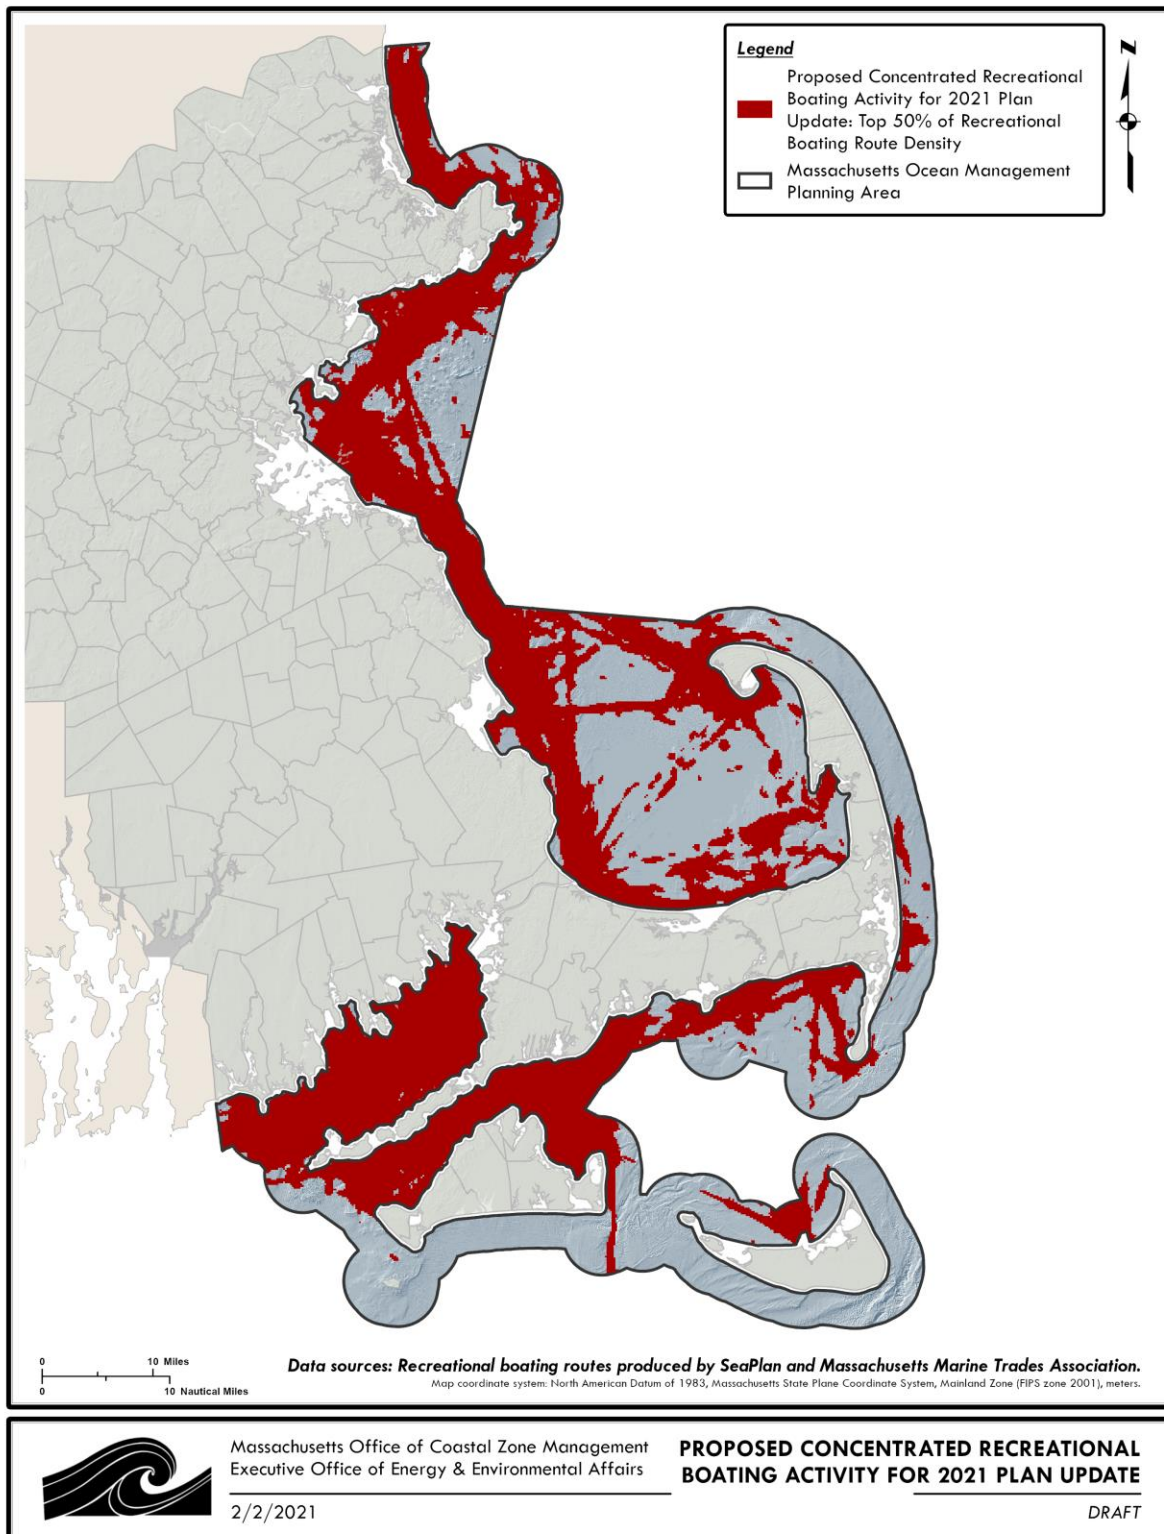 Legend
Proposed Concentrated Recreational
Boating Activity for 2021 Plan
Update: Top 50% of Recreational
Boating Route Density
Massachusetts Ocean Management
Planning Area
N
0 10 Miles
0 10 Nautical Miles
Data sources: Recreational boating routes produced by SeaPlan and Massachusetts Marine Trades Association.
Map coordinate system: North American Datum of 1983, Massachusetts State Plane Coordinate System, Mainland Zone (FIPS zone 2001), meters.
Massachusetts Office of Coastal Zone Management
Executive Office of Energy & Environmental Affairs
2/2/2021
PROPOSED CONCENTRATED RECREATIONAL
BOATING ACTIVITY FOR 2021 PLAN UPDATE
DRAFT